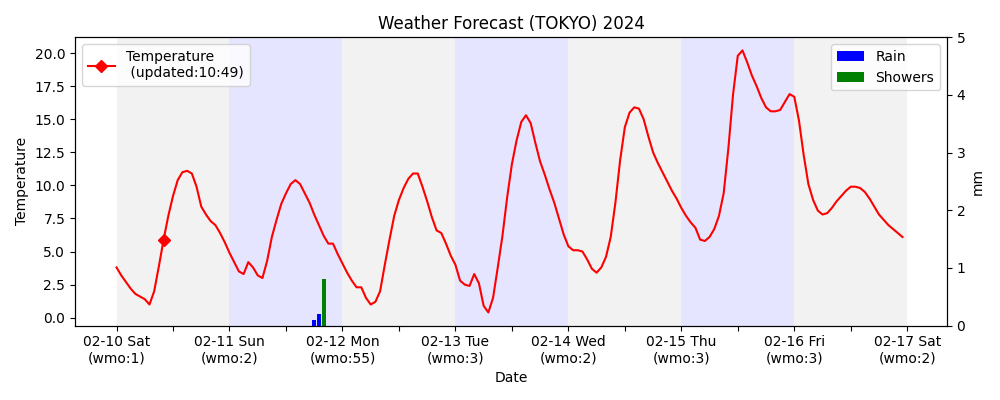 Weather Forecast (TOKYO) 2024
Temperature
(updated:10:49)
Rain
Showers
20.0
17.5
15.0
12.5
10.0
7.5
5.0
2.5
0.0
Temperature
5
4
3
2
1
0
mm
02-10 Sat
(wmo:1)
02-11 Sun
(wmo:2)
02-12 Mon
(wmo:55)
02-13 Tue
(wmo:3)
02-14 Wed
(wmo:2)
02-15 Thu
(wmo:3)
02-16 Fri
(wmo:3)
02-17 Sat
(wmo:2)
Date